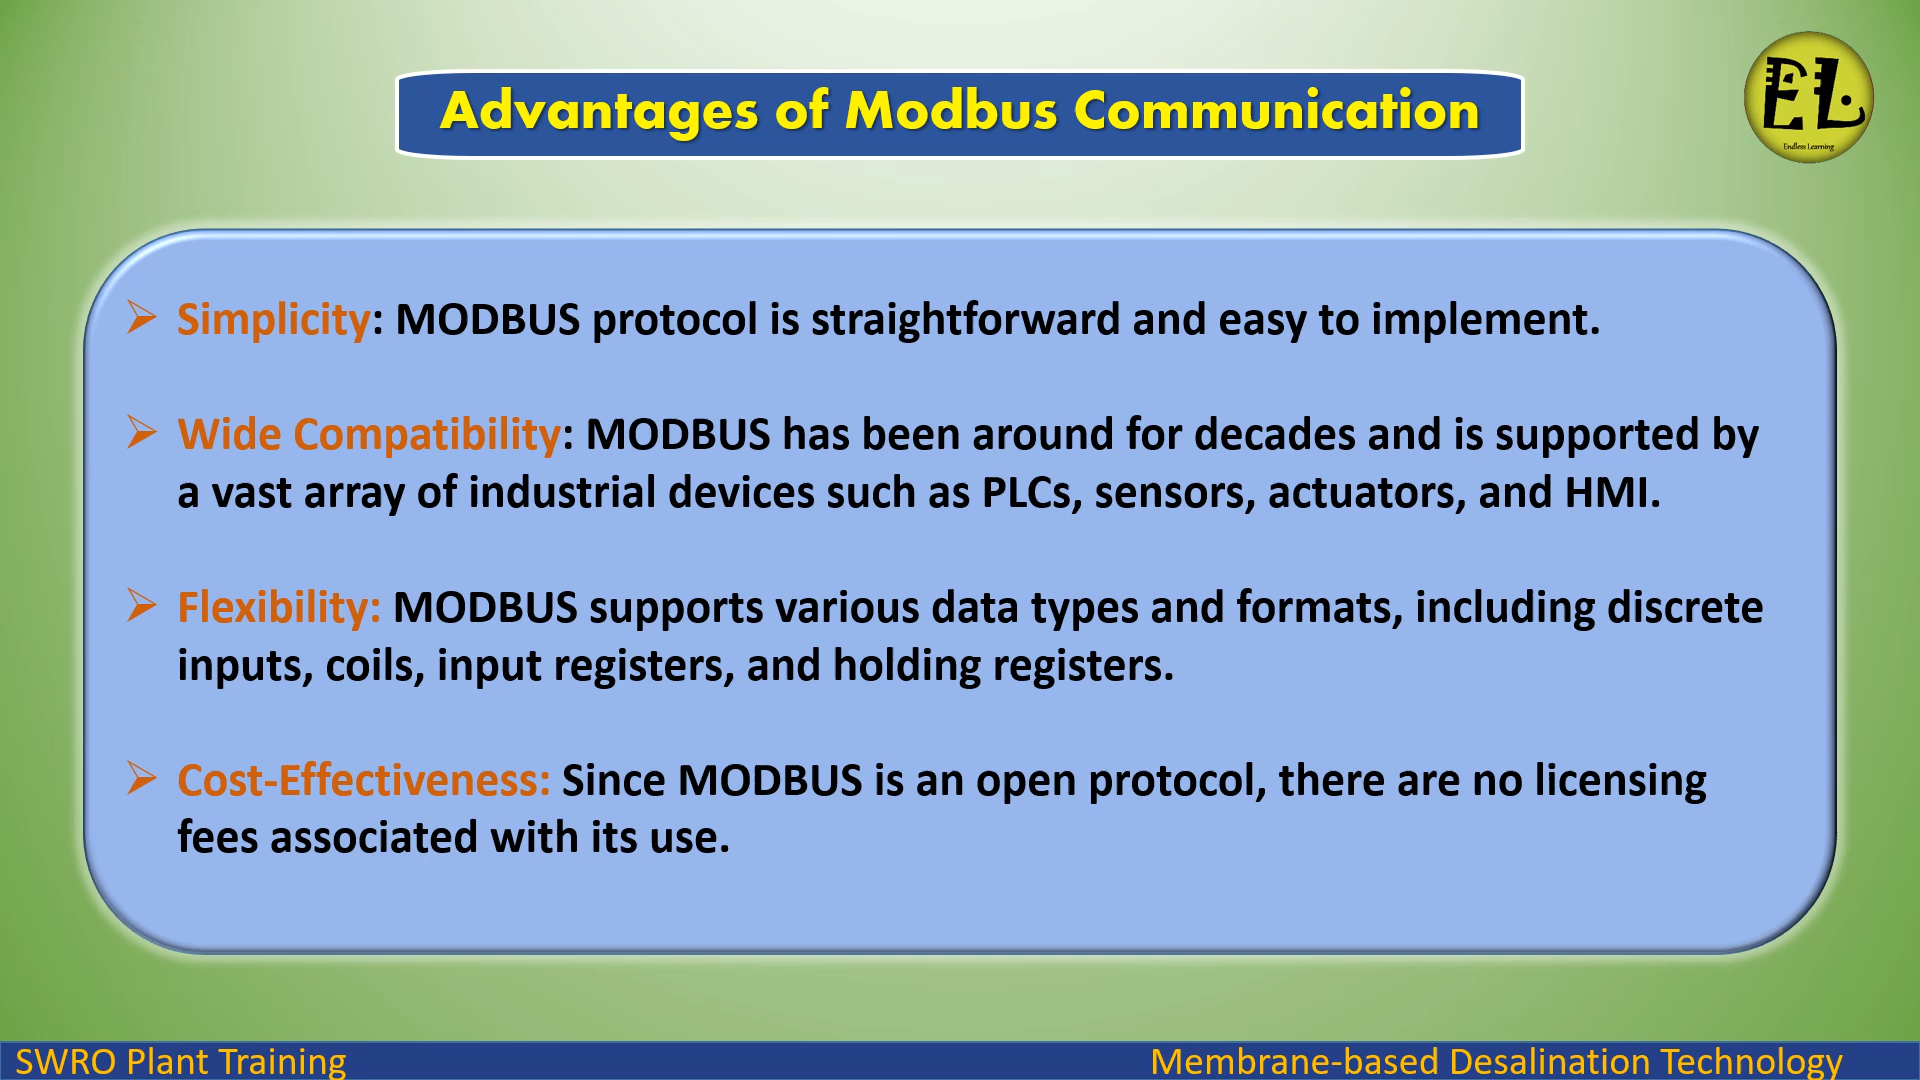 Advantages of Modbus Communication
EL
Endless Learning
➢ Simplicity: MODBUS protocol is straightforward and easy to implement.
➢ Wide Compatibility: MODBUS has been around for decades and is supported by
a vast array of industrial devices such as PLCs, sensors, actuators, and HMI.
➢ Flexibility: MODBUS supports various data types and formats, including discrete
inputs, coils, input registers, and holding registers.
➢ Cost-Effectiveness: Since MODBUS is an open protocol, there are no licensing
fees associated with its use.
SWRO Plant Training
Membrane-based Desalination Technology